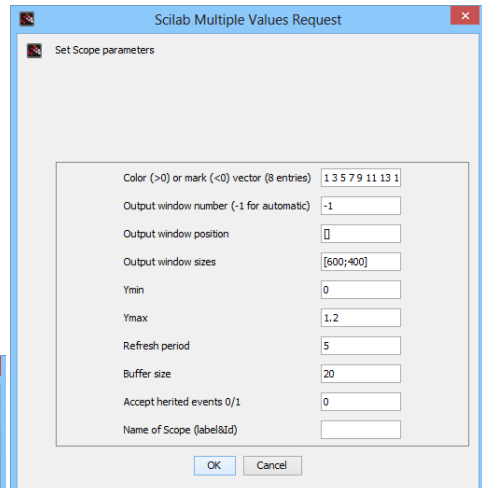 Scilab Multiple Values Request
Set Scope parameters
Color (>0) or mark (<0) vector (8 entries) 1 3 5 7 9 11 13 1
Output window number (-1 for automatic) -1
Output window position []
Output window sizes [600;400]
Ymin 0
Ymax 1.2
Refresh period 5
Buffer size 20
Accept herited events 0/1 0
Name of Scope (label&Id)
OK Cancel